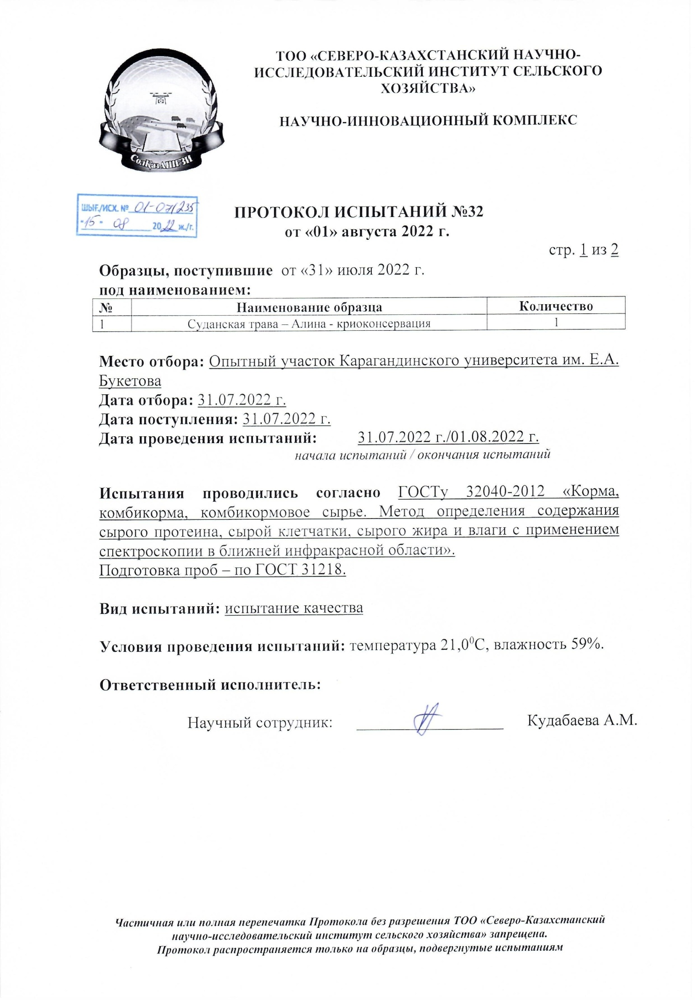 ТОО «СЕВЕРО-КАЗАХСТАНСКИЙ НАУЧНО-
ИССЛЕДОВАТЕЛЬСКИЙ ИНСТИТУТ СЕЛЬСКОГО
ХОЗЯЙСТВА»
НАУЧНО-ИННОВАЦИОННЫЙ КОМПЛЕКС
СолҚазАШҒЗИ
ШЫҒ./ИСХ. № 01-07/235
"15" 08 2022 ж./г.
ПРОТОКОЛ ИСПЫТАНИЙ №32
от «01» августа 2022 г.
стр. 1 из 2
Образцы, поступившие от «31» июля 2022 г.
под наименованием:
№ Наименование образца Количество
1 Суданская трава – Алина - криоконсервация 1
Место отбора: Опытный участок Карагандинского университета им. Е.А.
Букетова
Дата отбора: 31.07.2022 г.
Дата поступления: 31.07.2022 г.
Дата проведения испытаний: 31.07.2022 г./01.08.2022 г.
начала испытаний / окончания испытаний
Испытания проводились согласно ГОСТу 32040-2012 «Корма,
комбикорма, комбикормовое сырье. Метод определения содержания
сырого протеина, сырой клетчатки, сырого жира и влаги с применением
спектроскопии в ближней инфракрасной области».
Подготовка проб – по ГОСТ 31218.
Вид испытаний: испытание качества
Условия проведения испытаний: температура 21,0⁰С, влажность 59%.
Ответственный исполнитель:
Научный сотрудник: Кудабаева А.М.
Частичная или полная перепечатка Протокола без разрешения ТОО «Северо-Казахстанский
научно-исследовательский институт сельского хозяйства» запрещена.
Протокол распространяется только на образцы, подвергнутые испытаниям